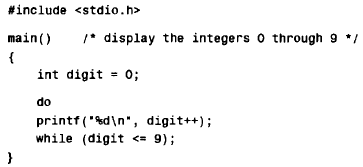 #include <stdio.h>
main()    /* display the integers 0 through 9 */
{
    int digit = 0;
    do
    printf("%d\n", digit++);
    while (digit <= 9);
}